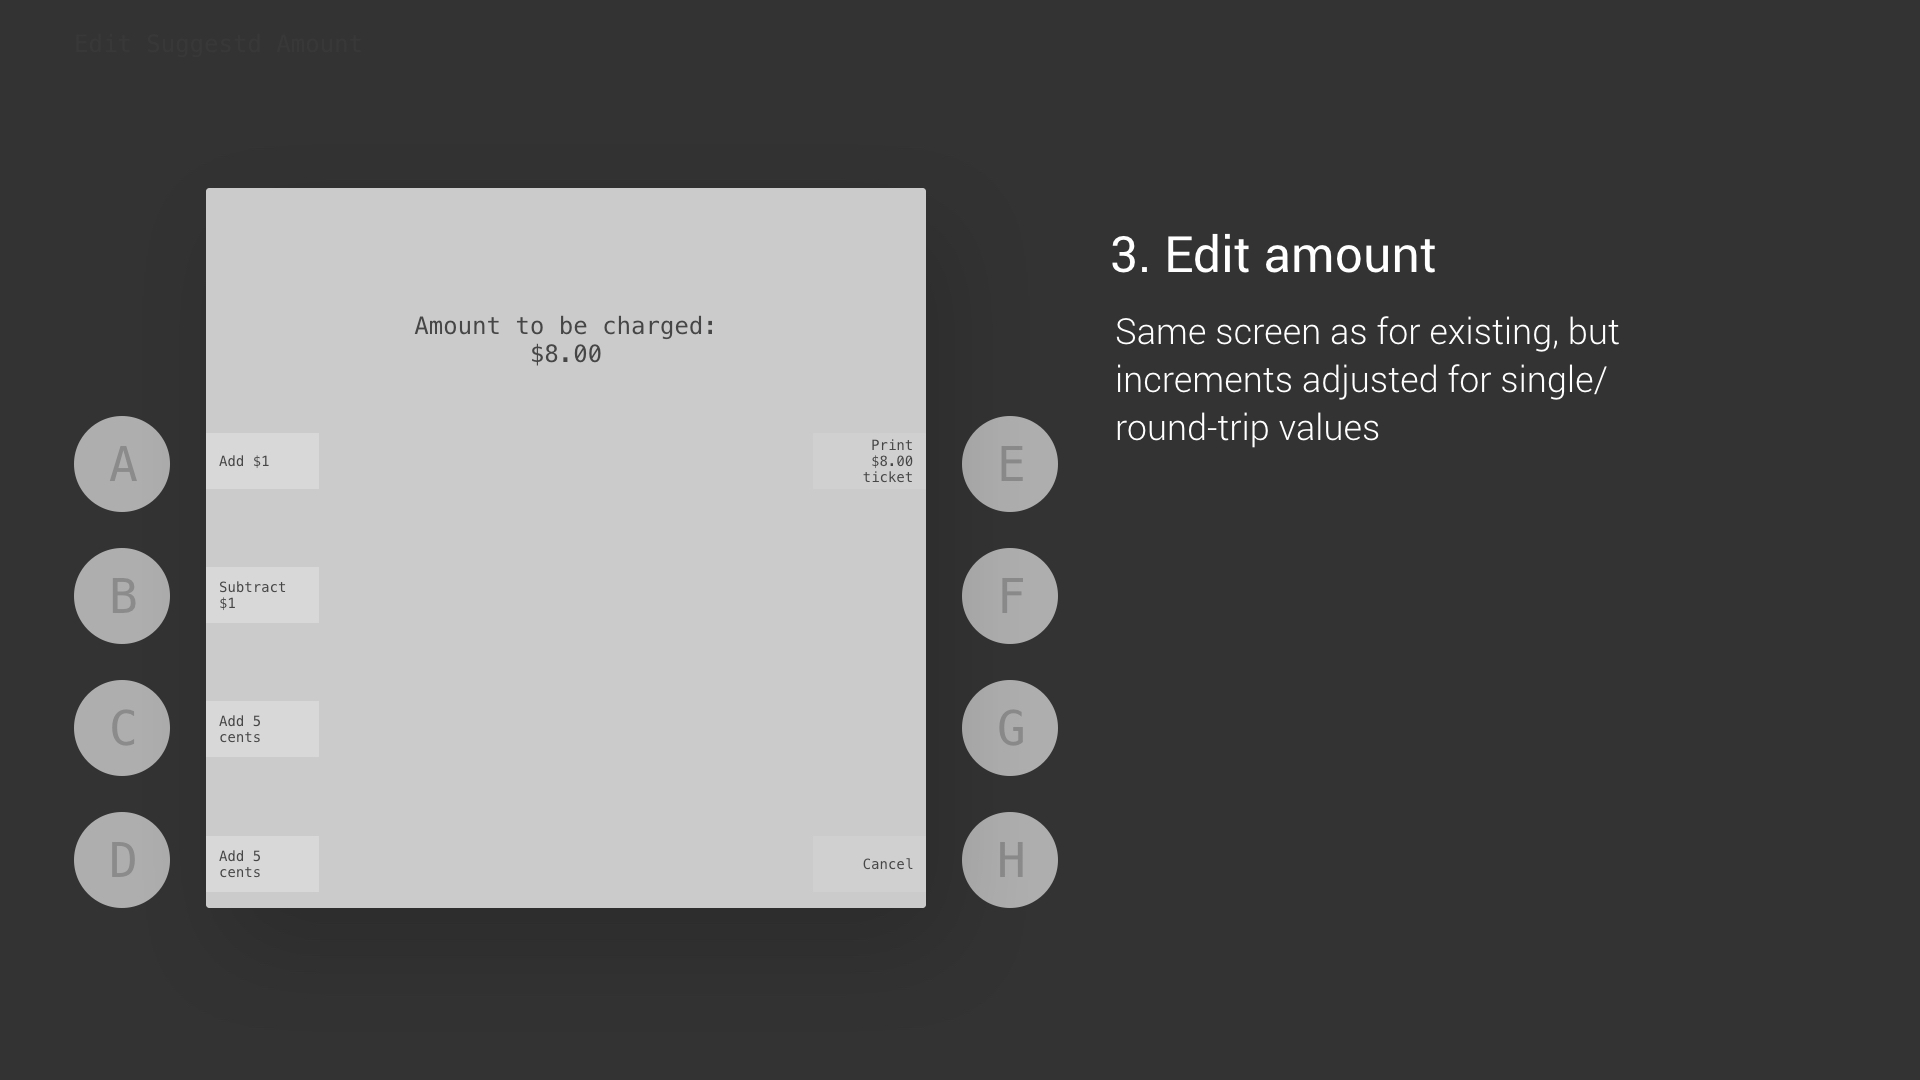 Edit Suggestd Amount
3. Edit amount
Same screen as for existing, but
increments adjusted for single/
round-trip values
Amount to be charged:
$8.00
A
Add $1
Print
$8.00
ticket
E
B
Subtract
$1
F
C
Add 5
cents
G
D
Add 5
cents
Cancel
H